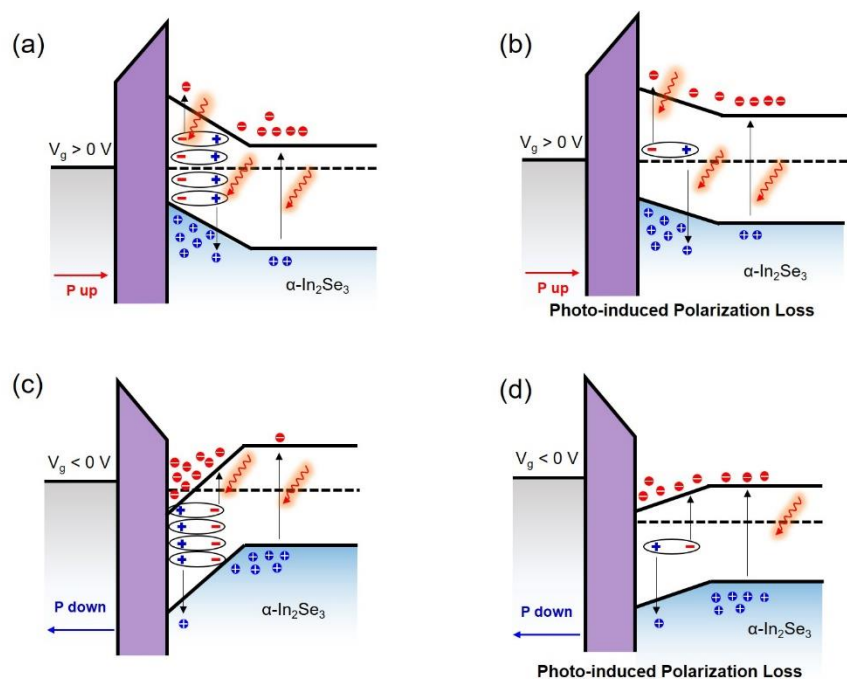 (a)
V_g > 0 V
P up
α-In₂Se₃
(b)
V_g > 0 V
P up
α-In₂Se₃
Photo-induced Polarization Loss
(c)
V_g < 0 V
P down
α-In₂Se₃
(d)
V_g < 0 V
P down
α-In₂Se₃
Photo-induced Polarization Loss